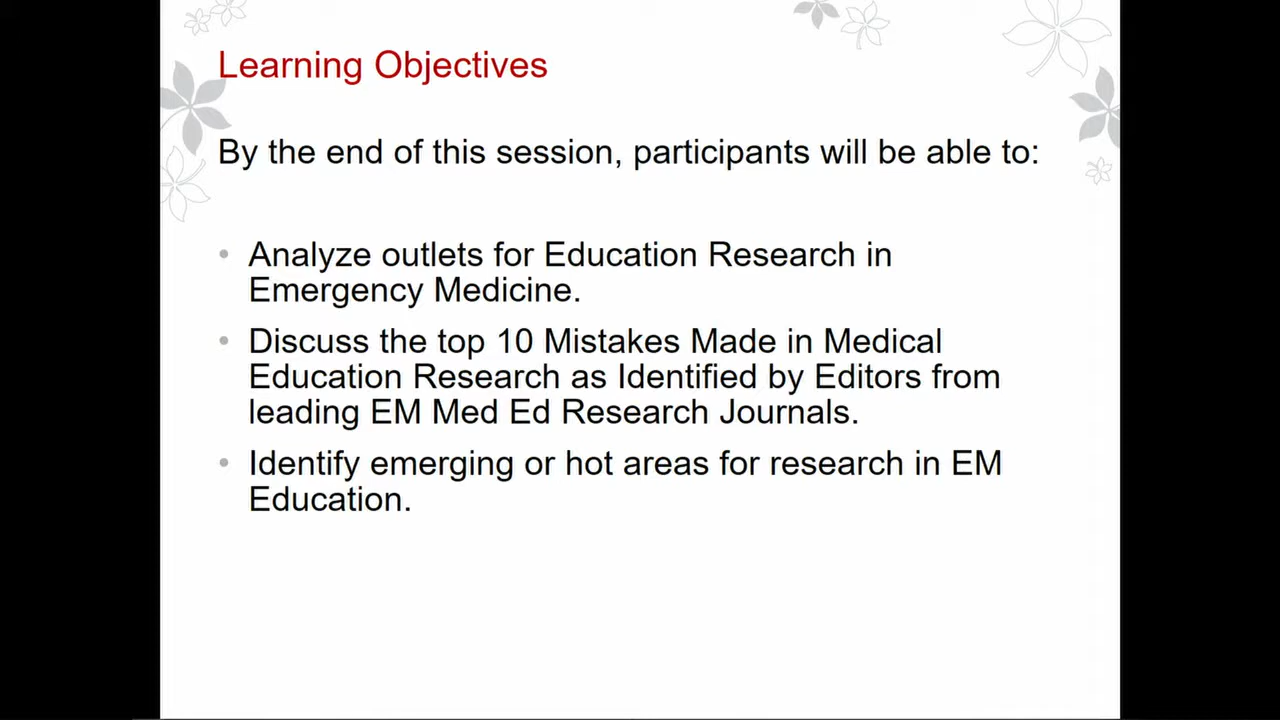 Learning Objectives
By the end of this session, participants will be able to:
• Analyze outlets for Education Research in
Emergency Medicine.
• Discuss the top 10 Mistakes Made in Medical
Education Research as Identified by Editors from
leading EM Med Ed Research Journals.
• Identify emerging or hot areas for research in EM
Education.